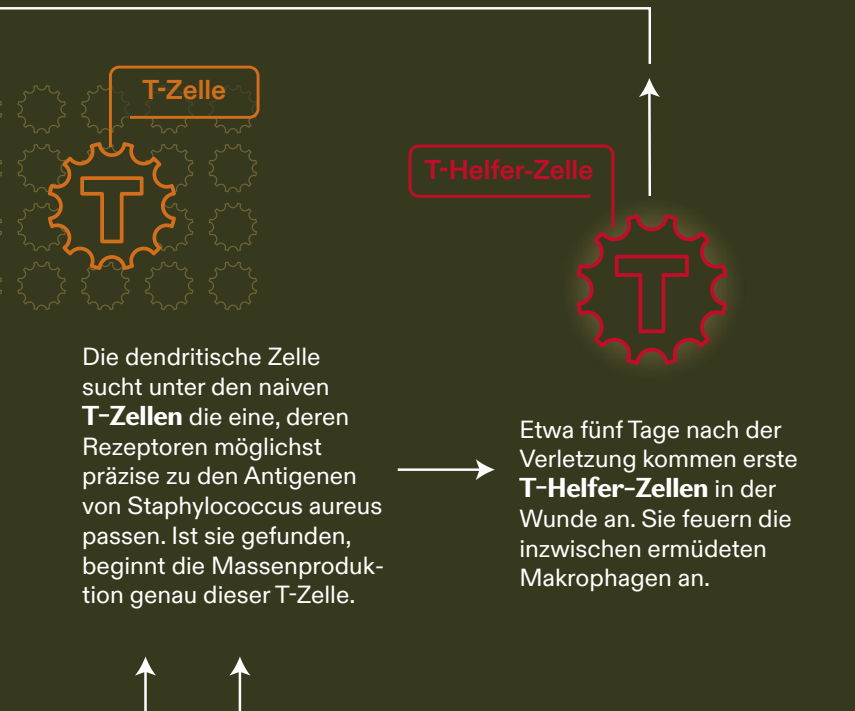 T-Zelle
T-Helfer-Zelle
T
T
Die dendritische Zelle
sucht unter den naiven
T-Zellen die eine, deren
Rezeptoren möglichst
präzise zu den Antigenen
von Staphylococcus aureus
passen. Ist sie gefunden,
beginnt die Massenproduk-
tion genau dieser T-Zelle.
Etwa fünf Tage nach der
Verletzung kommen erste
T-Helfer-Zellen in der
Wunde an. Sie feuern die
inzwischen ermüdeten
Makrophagen an.